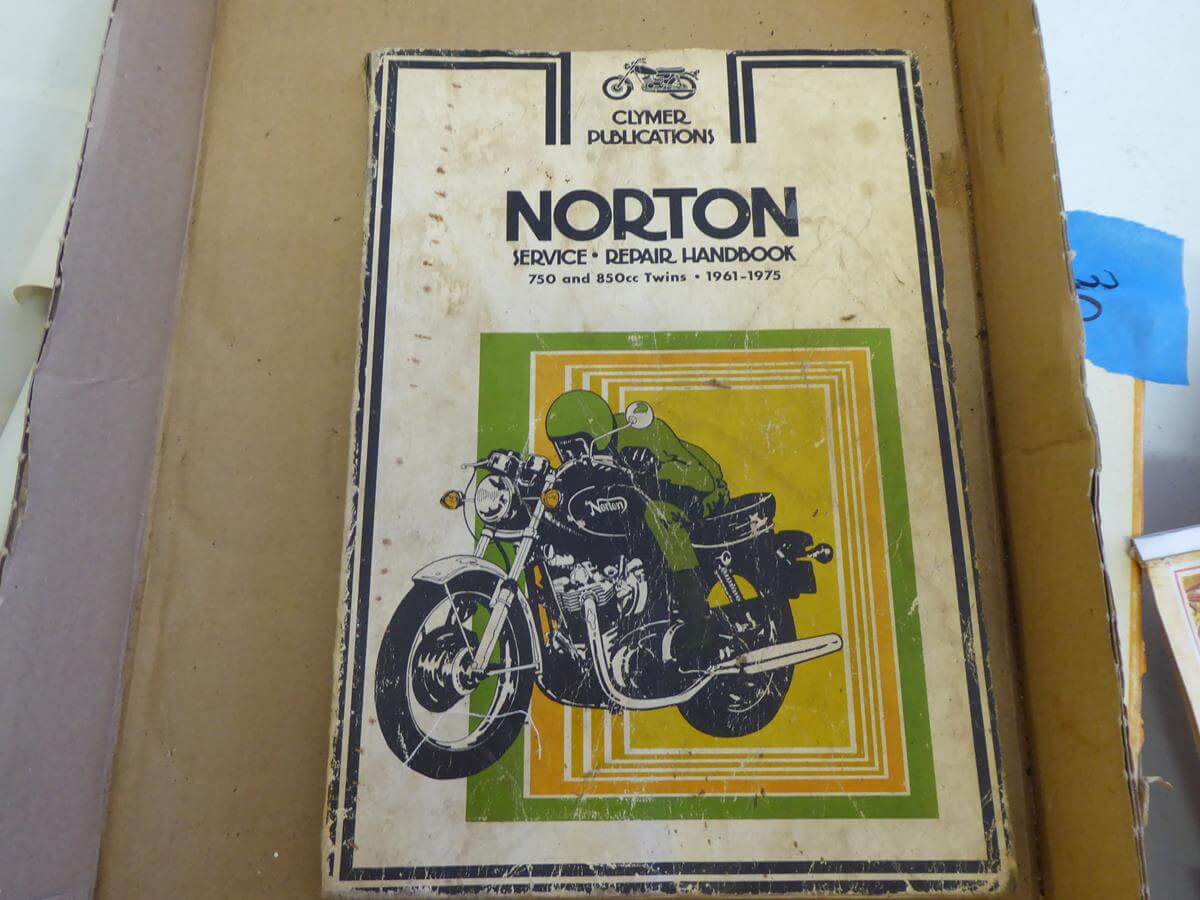 CLYMER
PUBLICATIONS
NORTON
SERVICE • REPAIR HANDBOOK
750 and 850cc Twins • 1961-1975
Norton
30